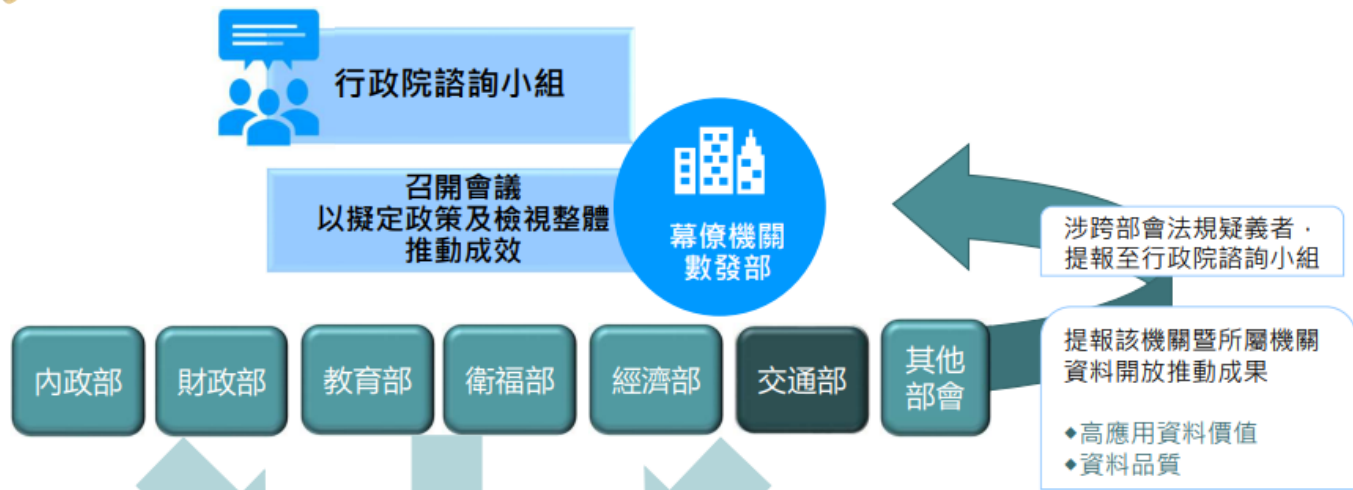 行政院諮詢小組
召開會議
以擬定政策及檢視整體
推動成效
幕僚機關
數發部
涉跨部會法規疑義者，
提報至行政院諮詢小組
提報該機關暨所屬機關
資料開放推動成果
◆高應用資料價值
◆資料品質
內政部
財政部
教育部
衛福部
經濟部
交通部
其他
部會